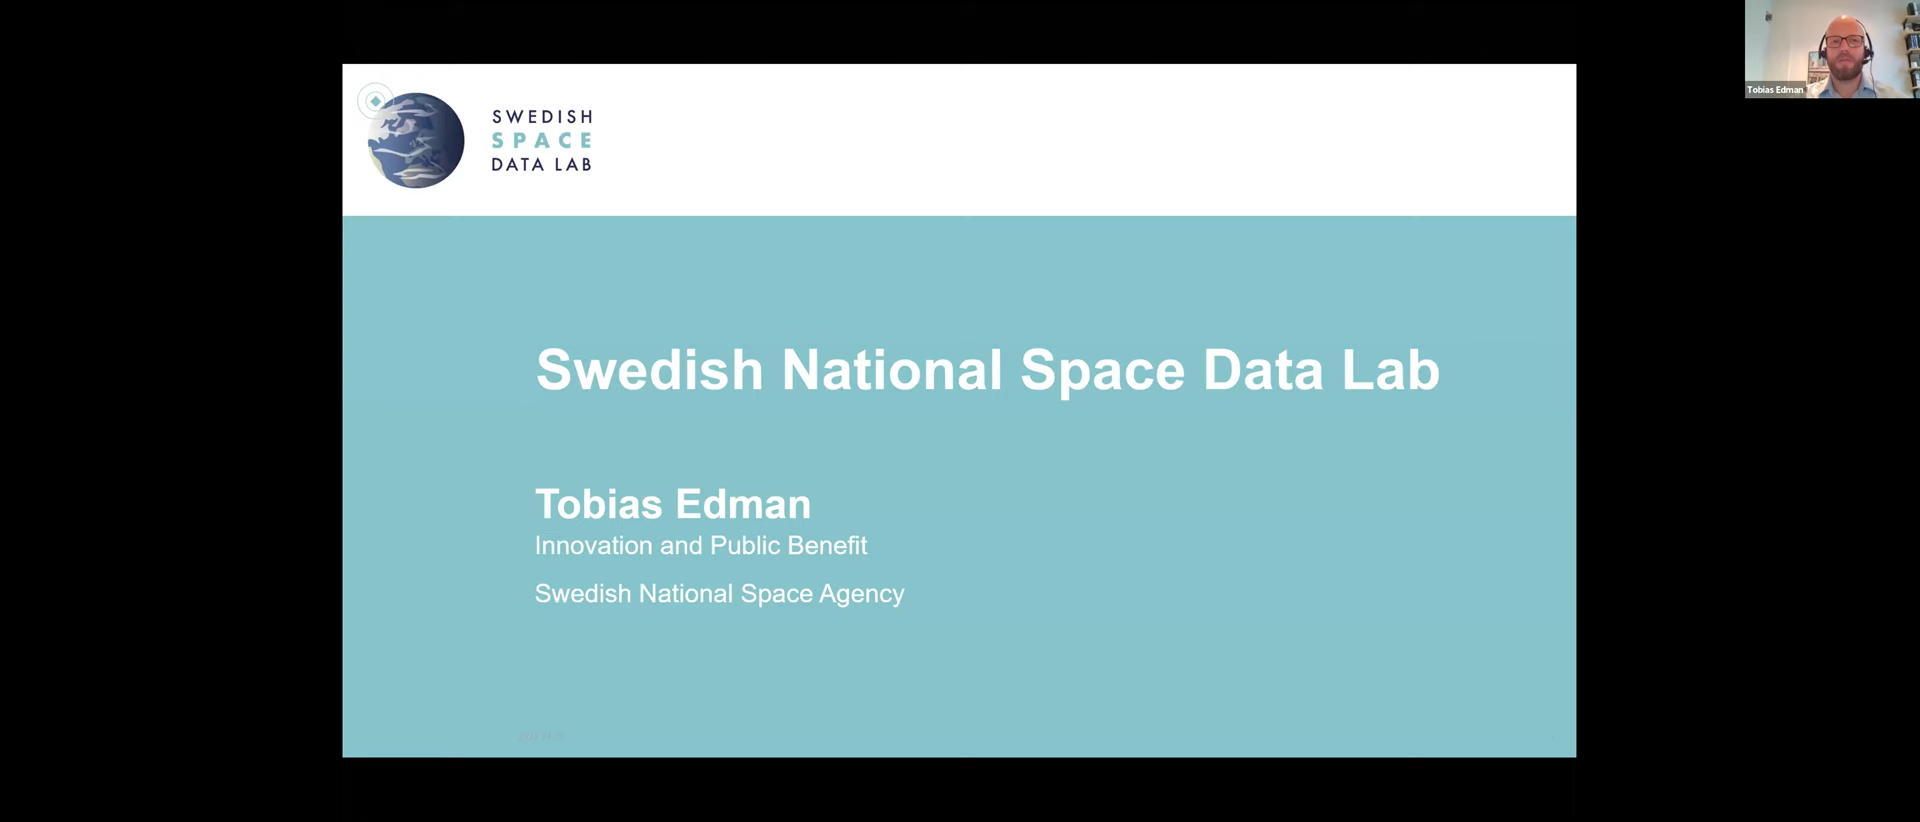 SWEDISH
SPACE
DATA LAB
Tobias Edman
Swedish National Space Data Lab
Tobias Edman
Innovation and Public Benefit
Swedish National Space Agency